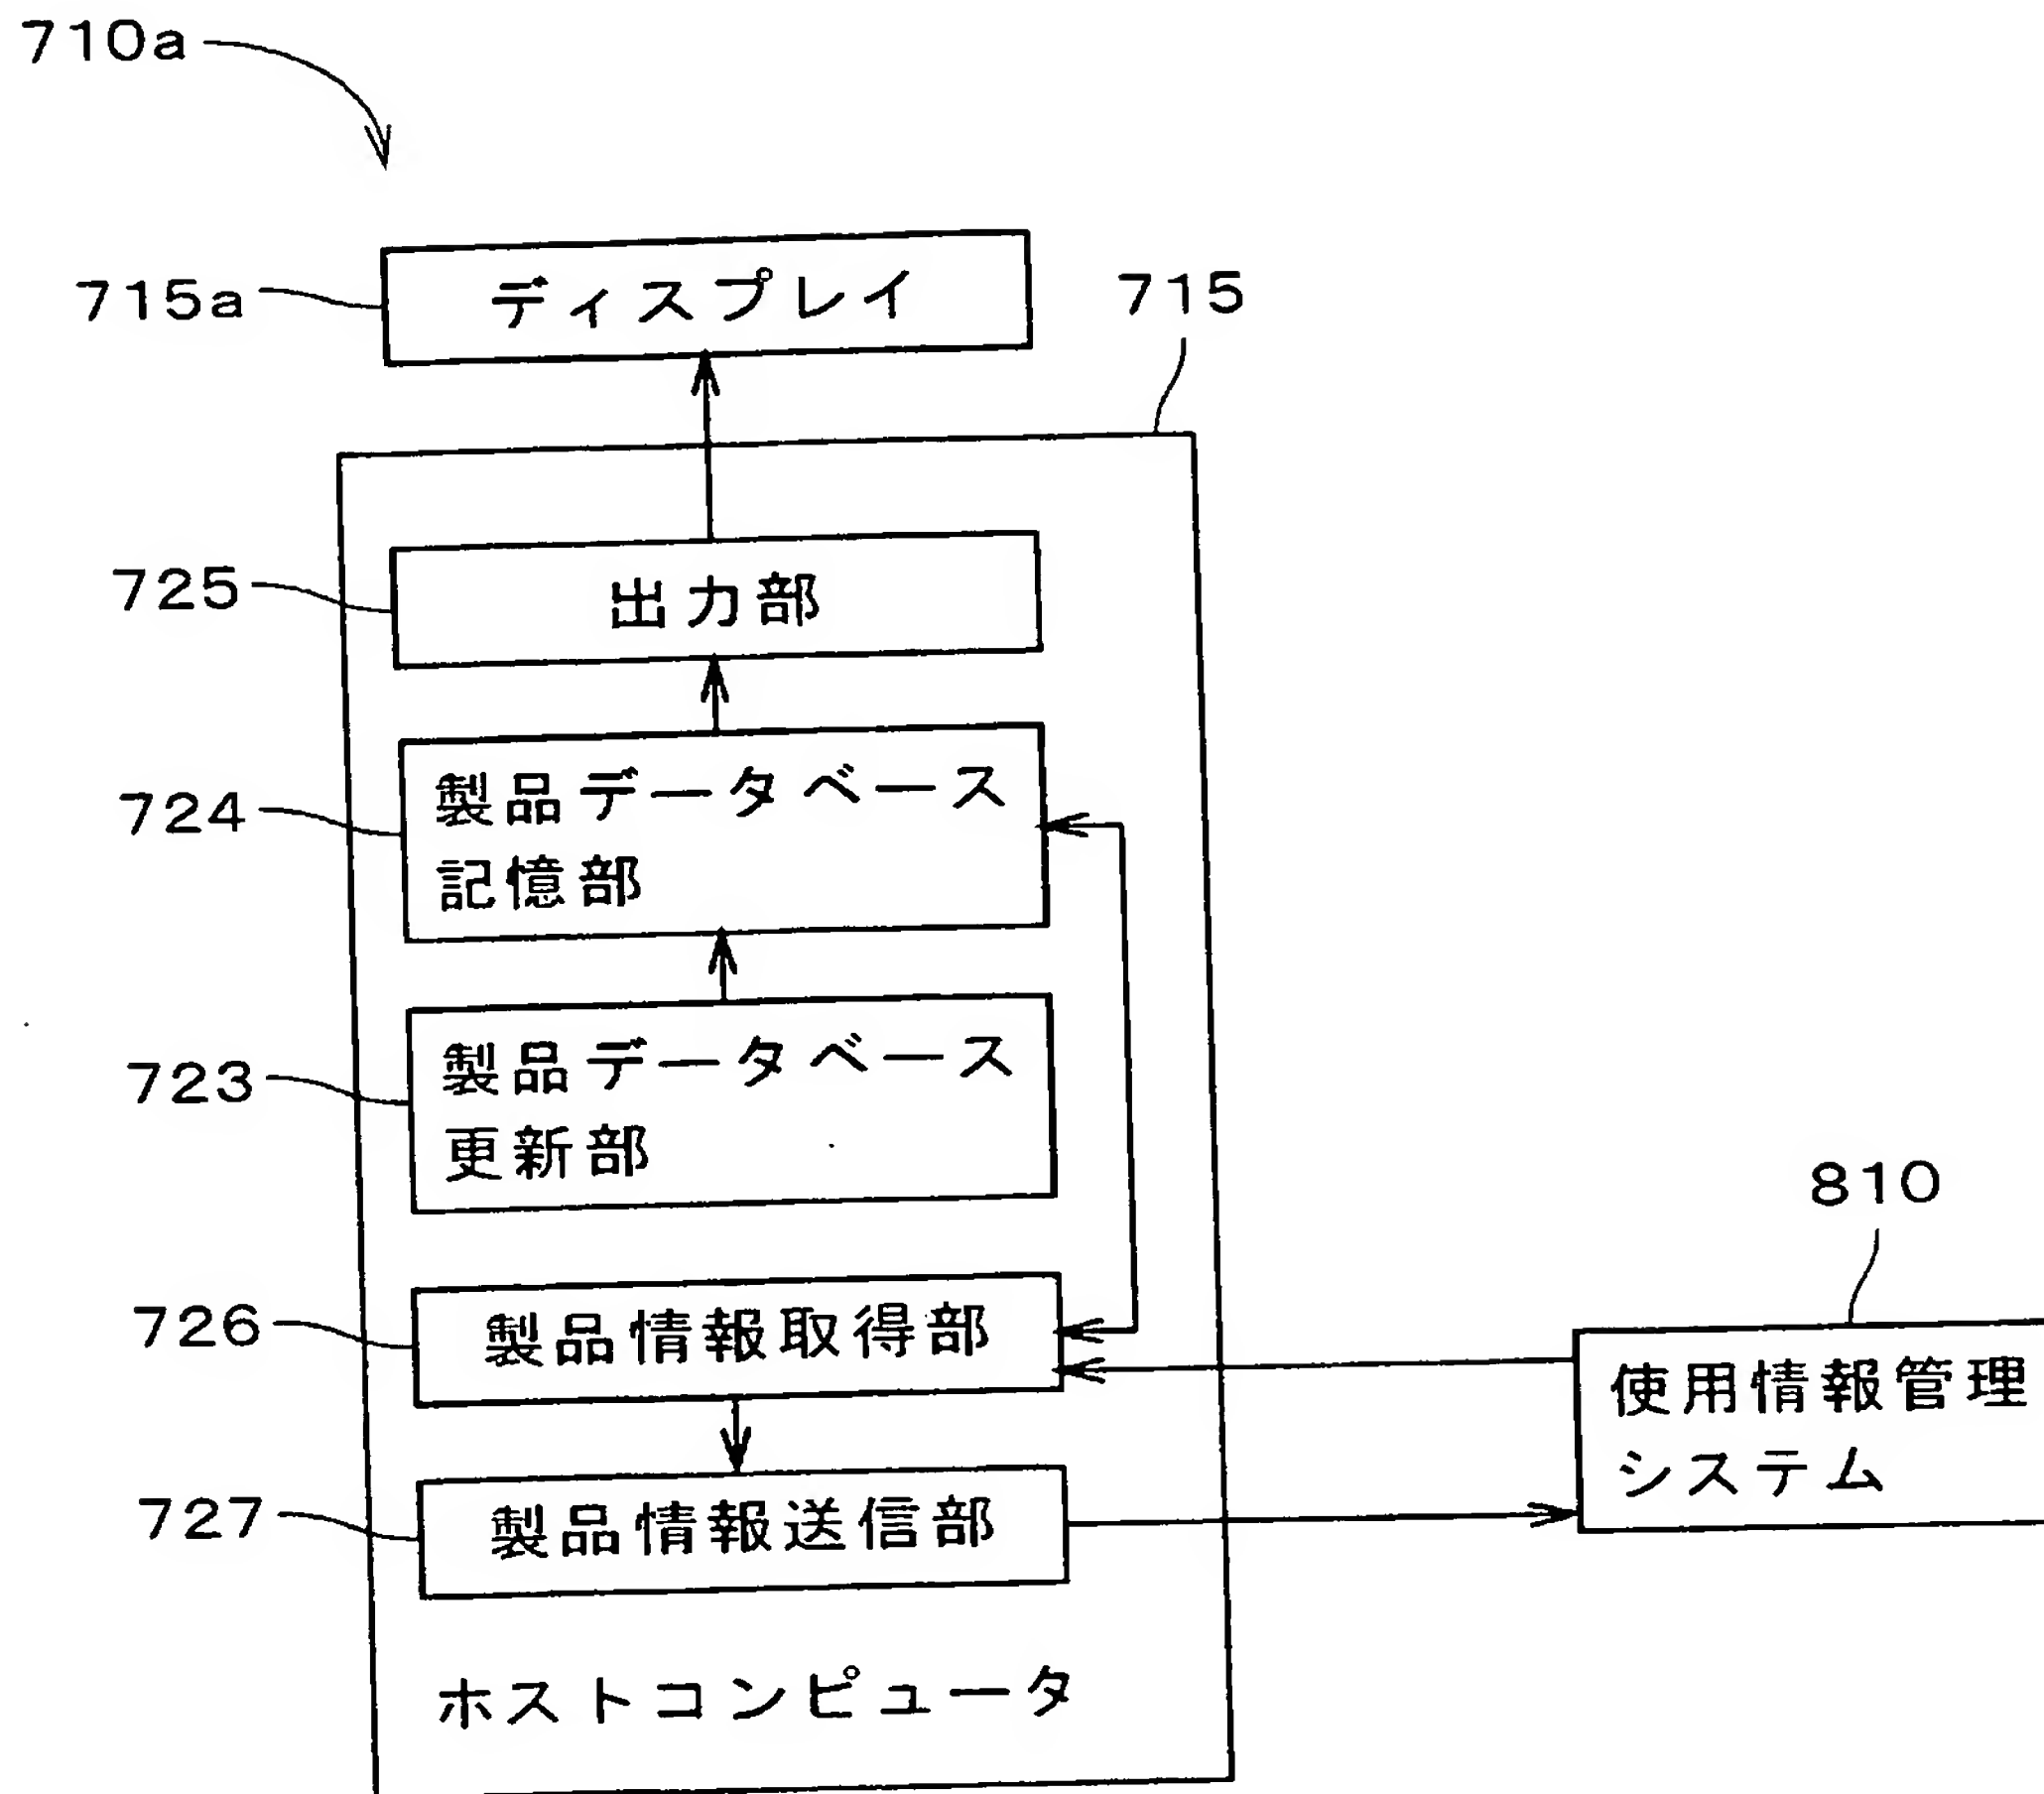 710a
715a
ディスプレイ
715
725
出力部
724
製品データベース
記憶部
723
製品データベース
更新部
810
726
製品情報取得部
使用情報管理
システム
727
製品情報送信部
ホストコンピュータ